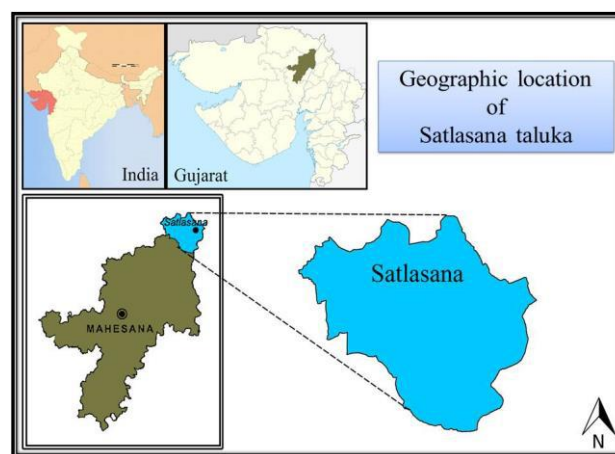 India
Gujarat
Geographic location
of
Satlasana taluka
Satlasana
MAHESANA
Satlasana
N